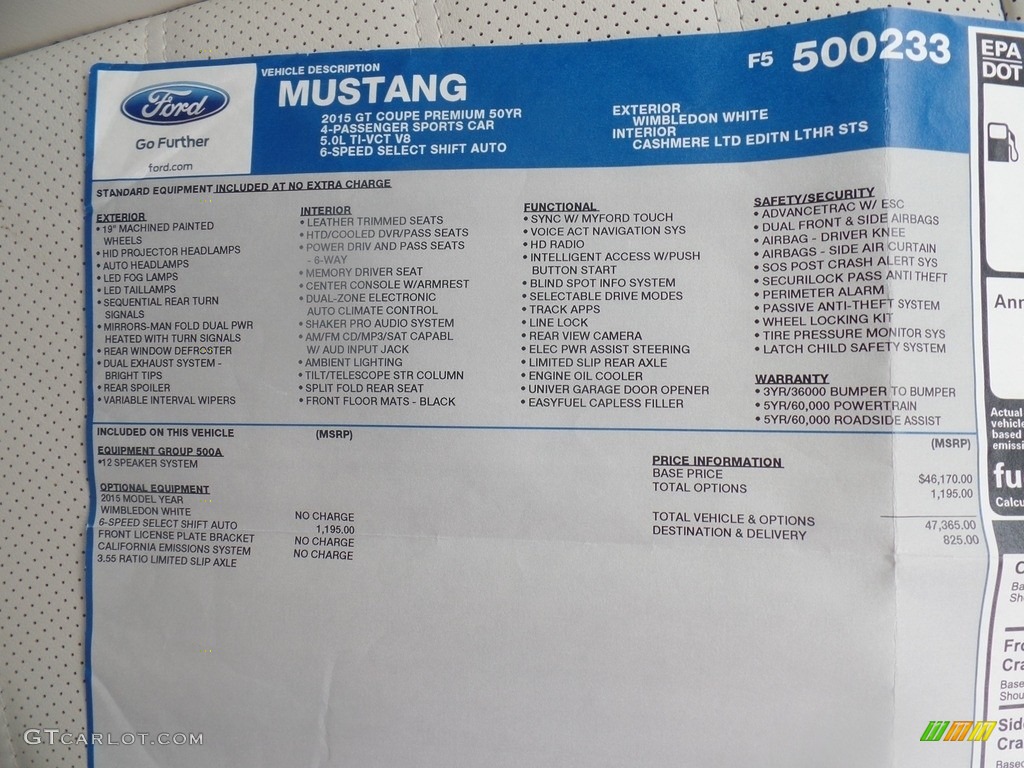 Ford
Go Further
ford.com
VEHICLE DESCRIPTION
MUSTANG
2015 GT COUPE PREMIUM 50YR
4-PASSENGER SPORTS CAR
5.0L TI-VCT V8
6-SPEED SELECT SHIFT AUTO
F5 500233
EXTERIOR
WIMBLEDON WHITE
INTERIOR
CASHMERE LTD EDITN LTHR STS
STANDARD EQUIPMENT INCLUDED AT NO EXTRA CHARGE
EXTERIOR
• 19" MACHINED PAINTED
WHEELS
• HID PROJECTOR HEADLAMPS
• AUTO HEADLAMPS
• LED FOG LAMPS
• LED TAILLAMPS
• SEQUENTIAL REAR TURN
SIGNALS
• MIRRORS-MAN FOLD DUAL PWR
HEATED WITH TURN SIGNALS
• REAR WINDOW DEFROSTER
• DUAL EXHAUST SYSTEM -
BRIGHT TIPS
• REAR SPOILER
• VARIABLE INTERVAL WIPERS
INTERIOR
• LEATHER TRIMMED SEATS
• HTD/COOLED DVR/PASS SEATS
• POWER DRIV AND PASS SEATS
- 6-WAY
• MEMORY DRIVER SEAT
• CENTER CONSOLE W/ARMREST
• DUAL-ZONE ELECTRONIC
AUTO CLIMATE CONTROL
• SHAKER PRO AUDIO SYSTEM
• AM/FM CD/MP3/SAT CAPABL
W/ AUD INPUT JACK
• AMBIENT LIGHTING
• TILT/TELESCOPE STR COLUMN
• SPLIT FOLD REAR SEAT
• FRONT FLOOR MATS - BLACK
FUNCTIONAL
• SYNC W/ MYFORD TOUCH
• VOICE ACT NAVIGATION SYS
• HD RADIO
• INTELLIGENT ACCESS W/PUSH
BUTTON START
• BLIND SPOT INFO SYSTEM
• SELECTABLE DRIVE MODES
• TRACK APPS
• LINE LOCK
• REAR VIEW CAMERA
• ELEC PWR ASSIST STEERING
• LIMITED SLIP REAR AXLE
• ENGINE OIL COOLER
• UNIVER GARAGE DOOR OPENER
• EASYFUEL CAPLESS FILLER
SAFETY/SECURITY
• ADVANCETRAC W/ ESC
• DUAL FRONT & SIDE AIRBAGS
• AIRBAG - DRIVER KNEE
• AIRBAGS - SIDE AIR CURTAIN
• SOS POST CRASH ALERT SYS
• SECURILOCK PASS ANTI THEFT
• PERIMETER ALARM
• PASSIVE ANTI-THEFT SYSTEM
• WHEEL LOCKING KIT
• TIRE PRESSURE MONITOR SYS
• LATCH CHILD SAFETY SYSTEM
WARRANTY
• 3YR/36000 BUMPER TO BUMPER
• 5YR/60,000 POWERTRAIN
• 5YR/60,000 ROADSIDE ASSIST
INCLUDED ON THIS VEHICLE (MSRP)
EQUIPMENT GROUP 500A
•12 SPEAKER SYSTEM
OPTIONAL EQUIPMENT
2015 MODEL YEAR
WIMBLEDON WHITE NO CHARGE
6-SPEED SELECT SHIFT AUTO 1,195.00
FRONT LICENSE PLATE BRACKET NO CHARGE
CALIFORNIA EMISSIONS SYSTEM NO CHARGE
3.55 RATIO LIMITED SLIP AXLE
(MSRP)
PRICE INFORMATION
BASE PRICE $46,170.00
TOTAL OPTIONS 1,195.00
TOTAL VEHICLE & OPTIONS 47,365.00
DESTINATION & DELIVERY 825.00
EPA
DOT
Ann
Actual
vehicle
based
emissi
fu
Calcu
C
Ba
Sho
Fro
Cra
Base
Shou
Side
Cra
Based
GTCARLOT.COM